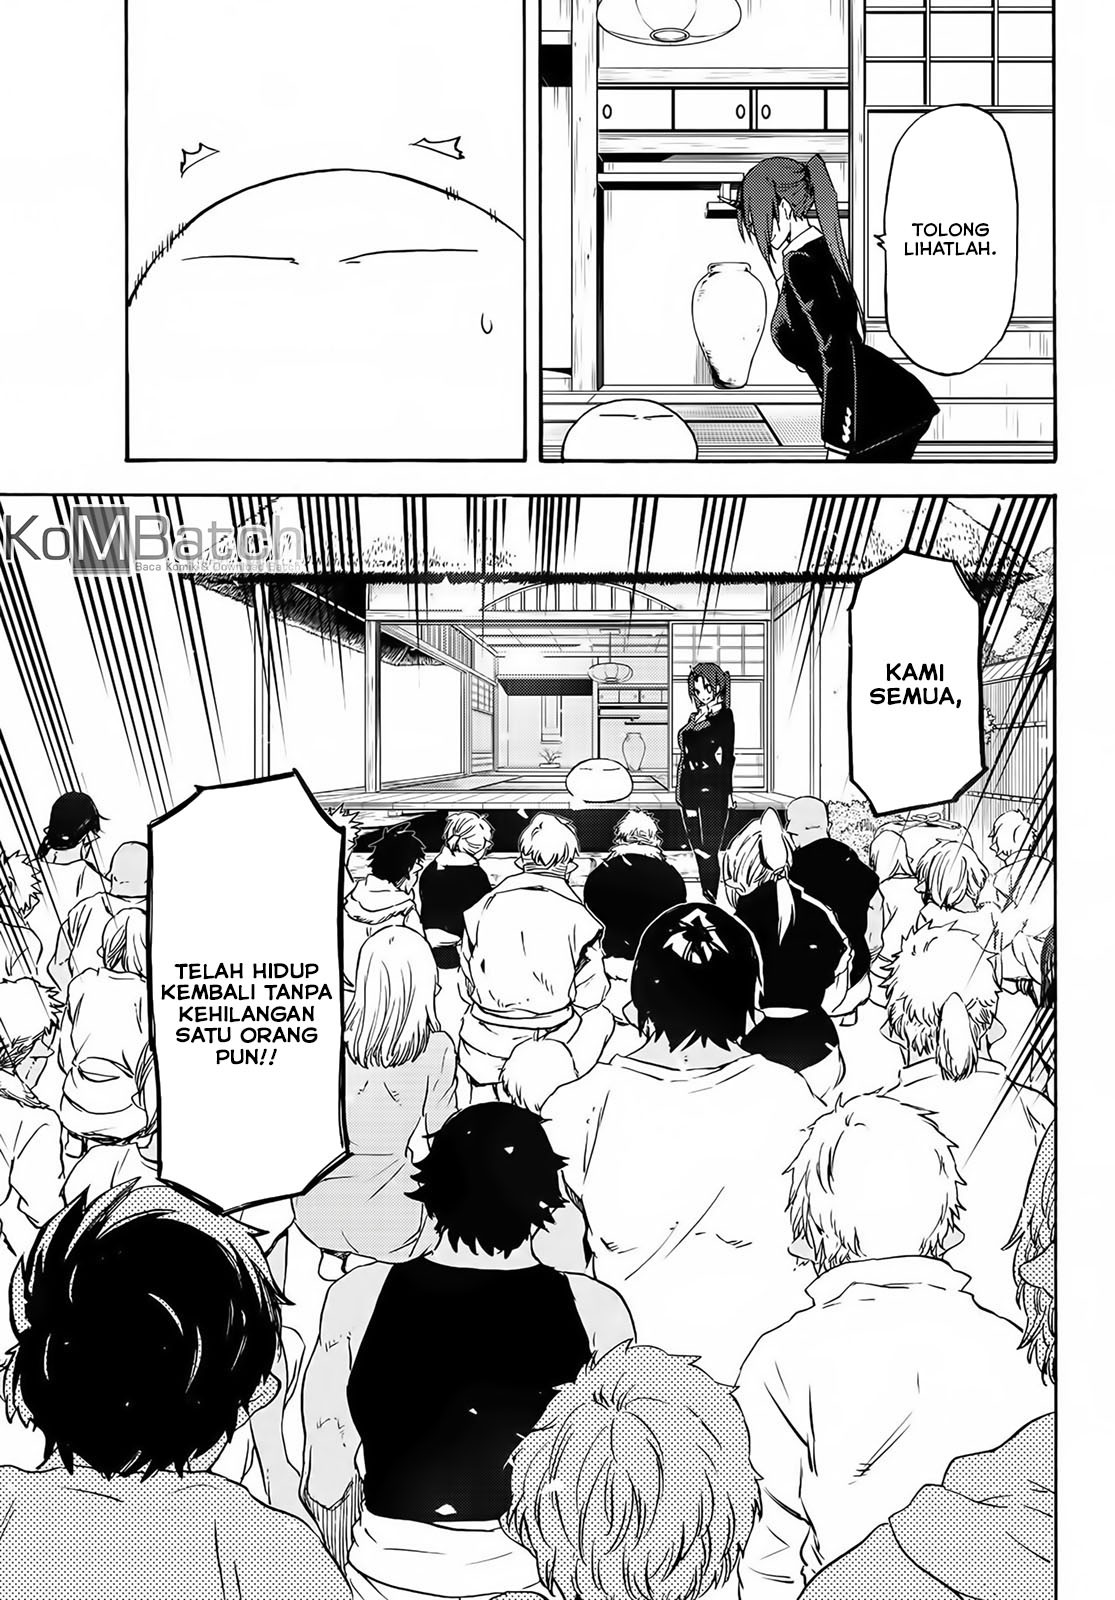 TOLONG
LIHATLAH.
KoMBatch
Baca Komik & Download Batch
KAMI
SEMUA,
TELAH HIDUP
KEMBALI TANPA
KEHILANGAN
SATU ORANG
PUN!!